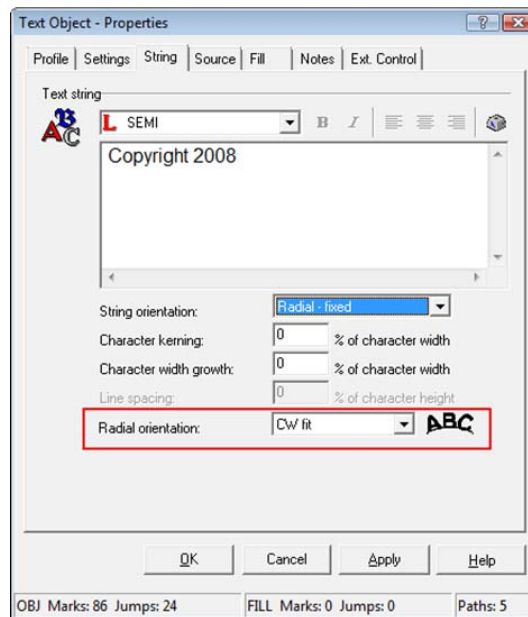 Text Object - Properties
Profile Settings String Source Fill Notes Ext. Control
Text string
L SEMI B I
Copyright 2008
String orientation: Radial - fixed
Character kerning: 0 % of character width
Character width growth: 0 % of character width
Line spacing: 0 % of character height
Radial orientation: CW fit ABC
OK Cancel Apply Help
OBJ Marks: 86 Jumps: 24 FILL Marks: 0 Jumps: 0 Paths: 5